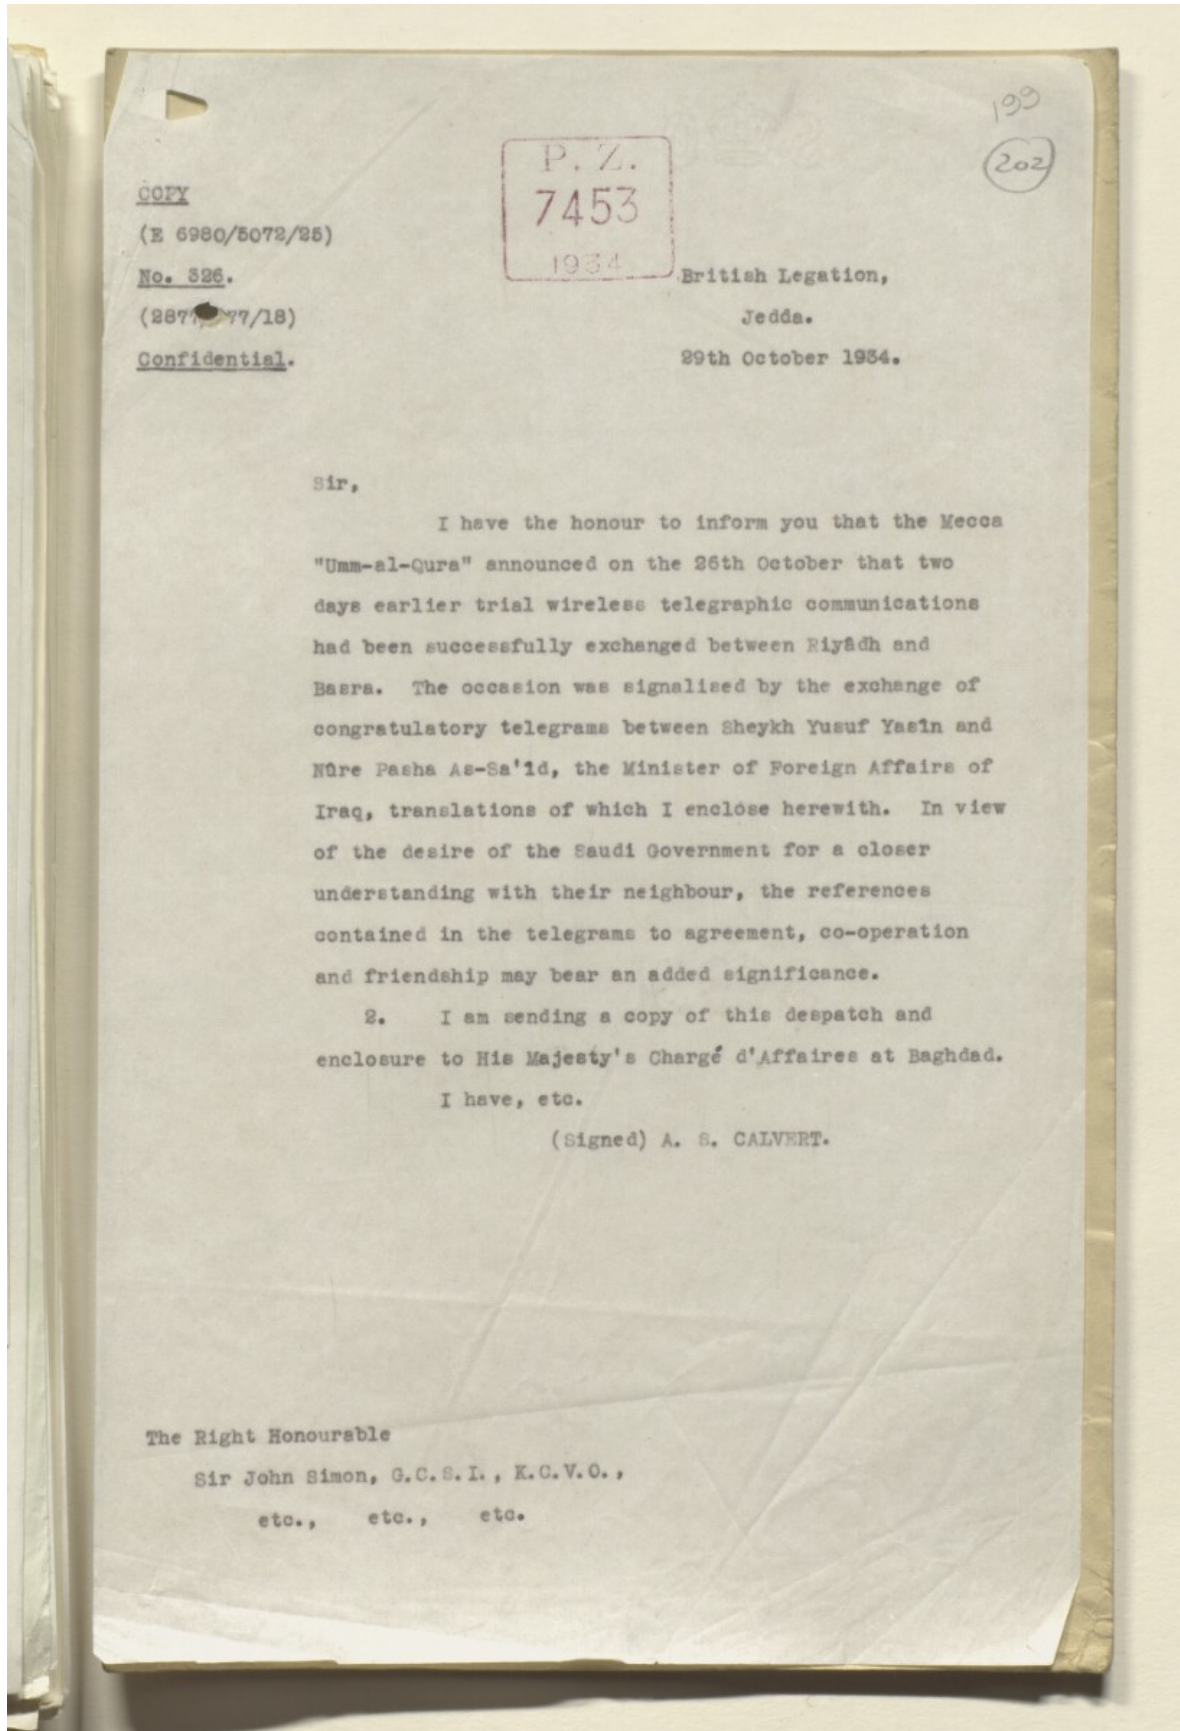 199
202
P. Z.
7453
1934
COPY
(E 6980/5072/25)
No. 326.
(2877/ 77/18)
Confidential.
British Legation,
Jedda.
29th October 1934.
Sir,
I have the honour to inform you that the Mecca
"Umm-al-Qura" announced on the 26th October that two
days earlier trial wireless telegraphic communications
had been successfully exchanged between Riyâdh and
Basra. The occasion was signalised by the exchange of
congratulatory telegrams between Sheykh Yusuf Yasîn and
Nûre Pasha As-Sa'îd, the Minister of Foreign Affairs of
Iraq, translations of which I enclose herewith. In view
of the desire of the Saudi Government for a closer
understanding with their neighbour, the references
contained in the telegrams to agreement, co-operation
and friendship may bear an added significance.
2. I am sending a copy of this despatch and
enclosure to His Majesty's Chargé d'Affaires at Baghdad.
I have, etc.
(Signed) A. S. CALVERT.
The Right Honourable
Sir John Simon, G.C.S.I., K.C.V.O.,
etc., etc., etc.